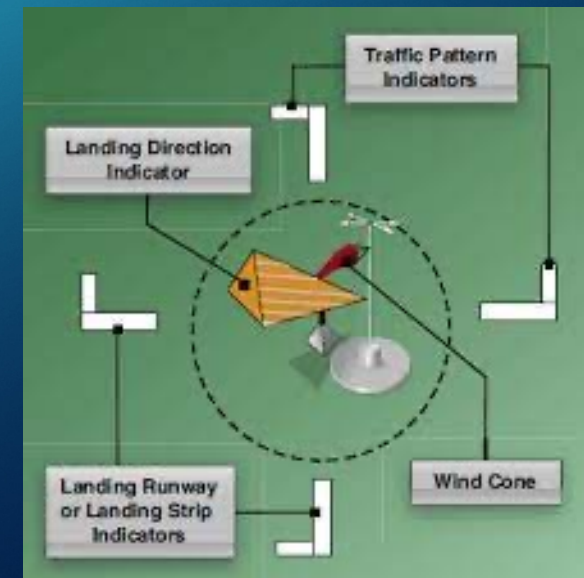 Traffic Pattern
Indicators
Landing Direction
Indicator
Landing Runway
or Landing Strip
Indicators
Wind Cone